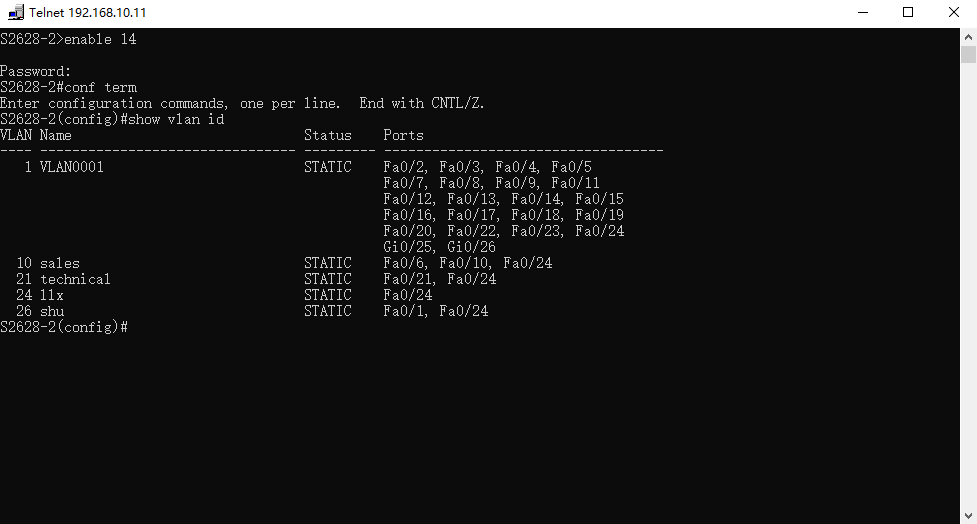 Telnet 192.168.10.11
S2628-2>enable 14
Password:
S2628-2#conf term
Enter configuration commands, one per line.  End with CNTL/Z.
S2628-2(config)#show vlan id
VLAN Name                             Status    Ports
---- -------------------------------- --------- -----------------------------------
   1 VLAN0001                         STATIC    Fa0/2, Fa0/3, Fa0/4, Fa0/5
                                                Fa0/7, Fa0/8, Fa0/9, Fa0/11
                                                Fa0/12, Fa0/13, Fa0/14, Fa0/15
                                                Fa0/16, Fa0/17, Fa0/18, Fa0/19
                                                Fa0/20, Fa0/22, Fa0/23, Fa0/24
                                                Gi0/25, Gi0/26
  10 sales                            STATIC    Fa0/6, Fa0/10, Fa0/24
  21 technical                        STATIC    Fa0/21, Fa0/24
  24 llx                              STATIC    Fa0/24
  26 shu                              STATIC    Fa0/1, Fa0/24
S2628-2(config)#